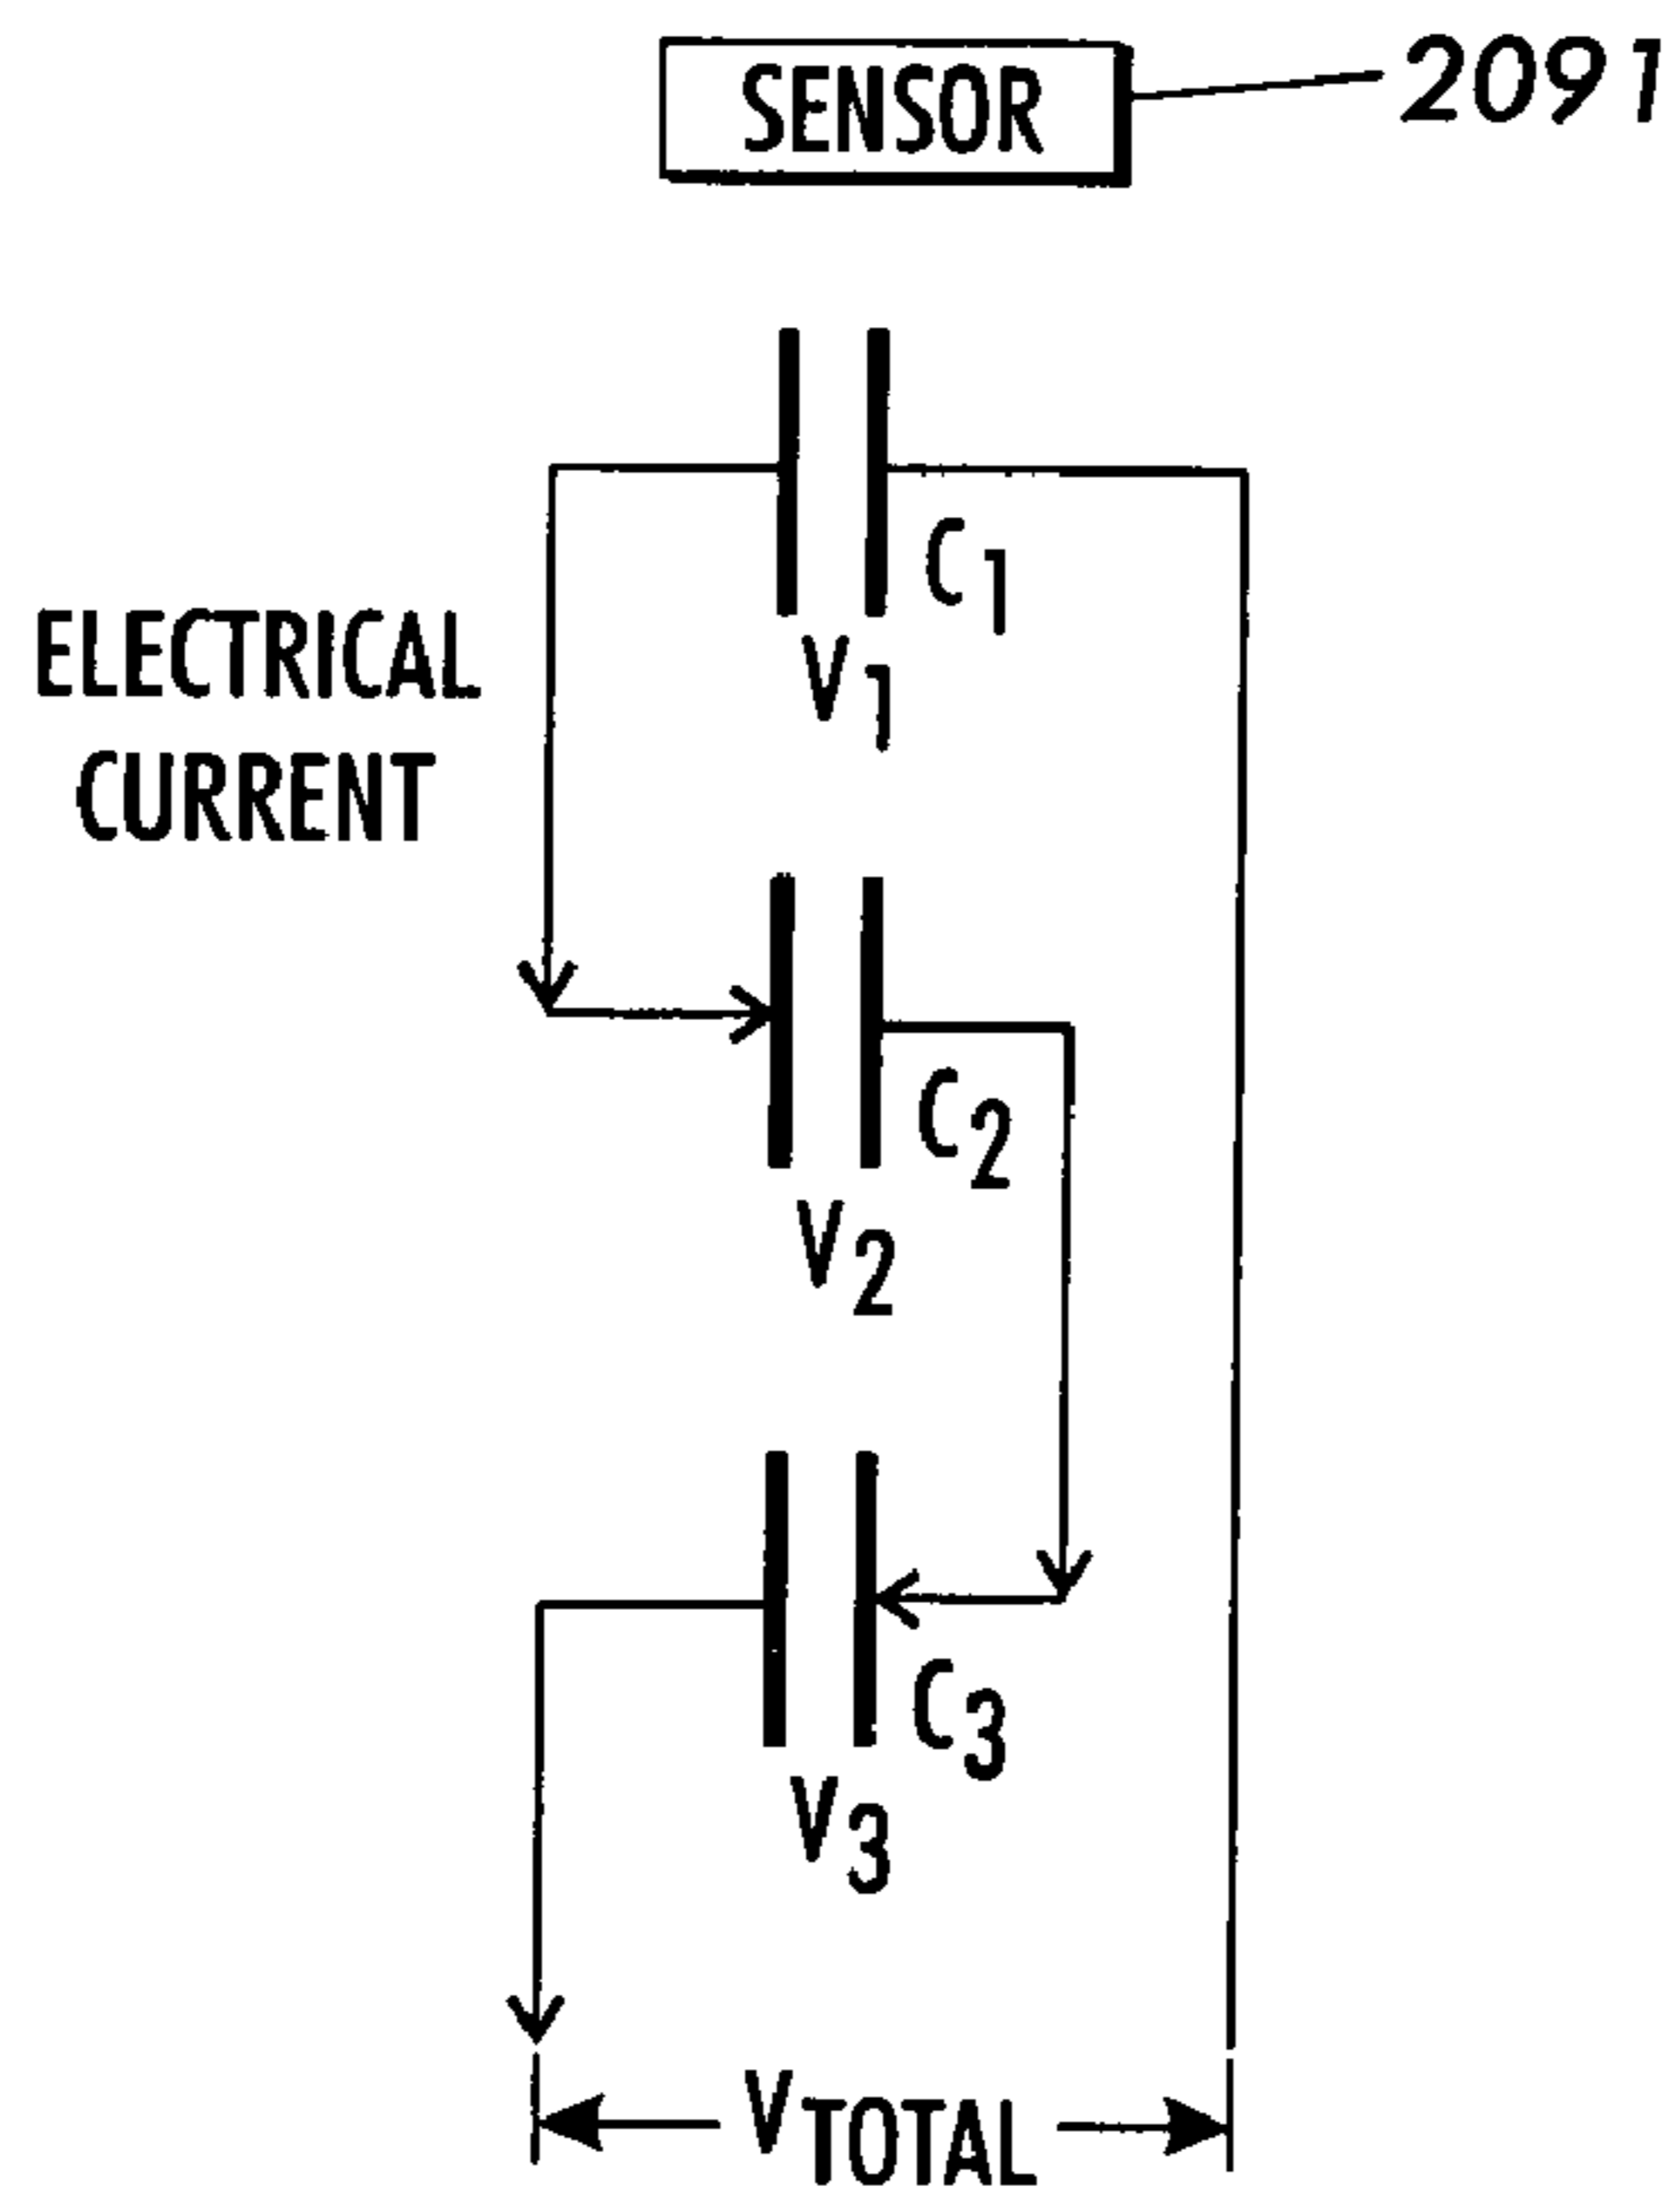 SENSOR
2091
C1
V1
ELECTRICAL
CURRENT
C2
V2
C3
V3
VTOTAL